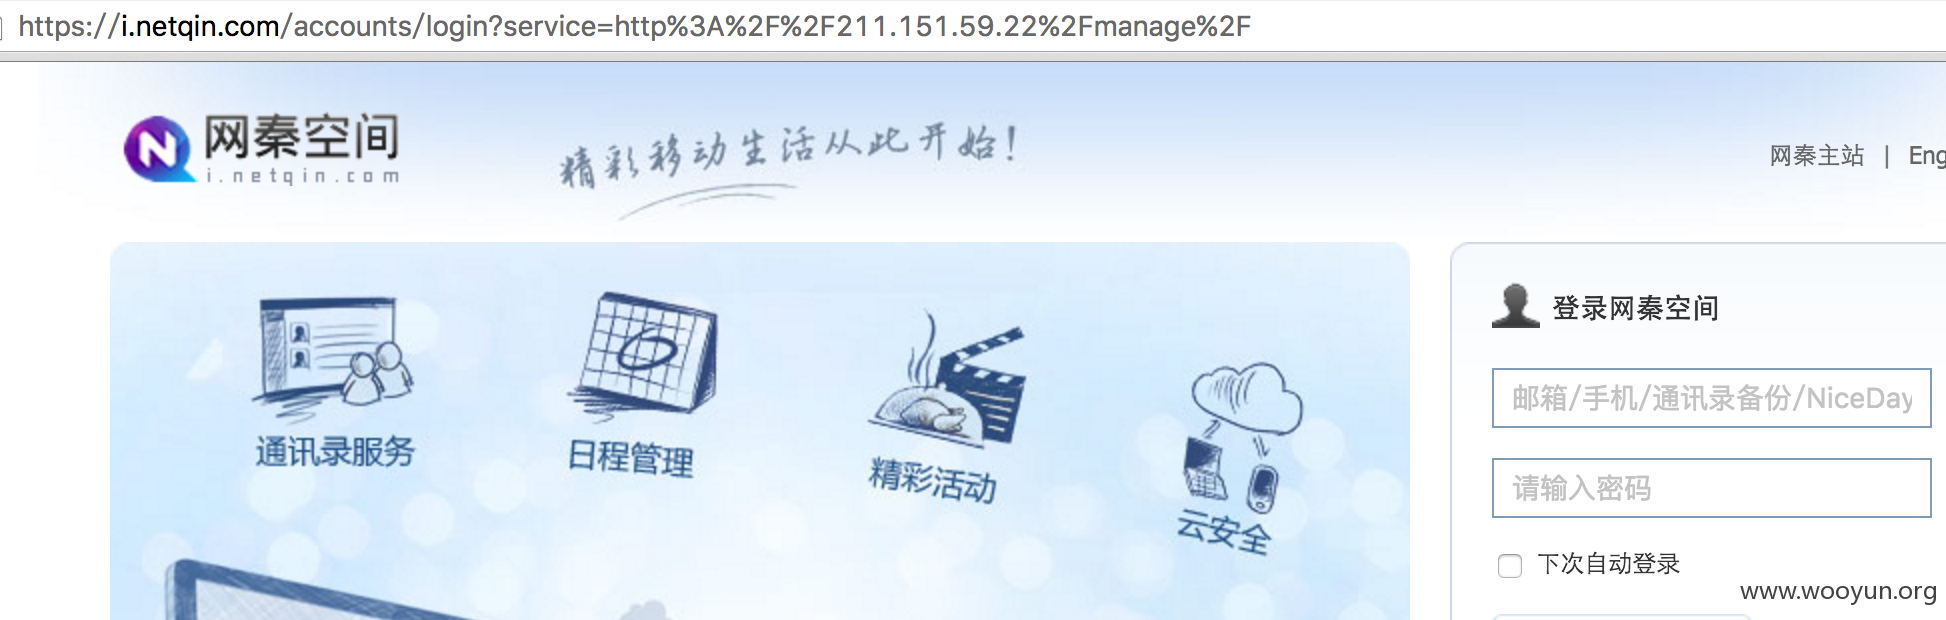 https://i.netqin.com/accounts/login?service=http%3A%2F%2F211.151.59.22%2Fmanage%2F
网秦空间
i.netqin.com
精彩移动生活从此开始！
网秦主站 | Eng
通讯录服务
日程管理
精彩活动
云安全
登录网秦空间
邮箱/手机/通讯录备份/NiceDay
请输入密码
下次自动登录
www.wooyun.org